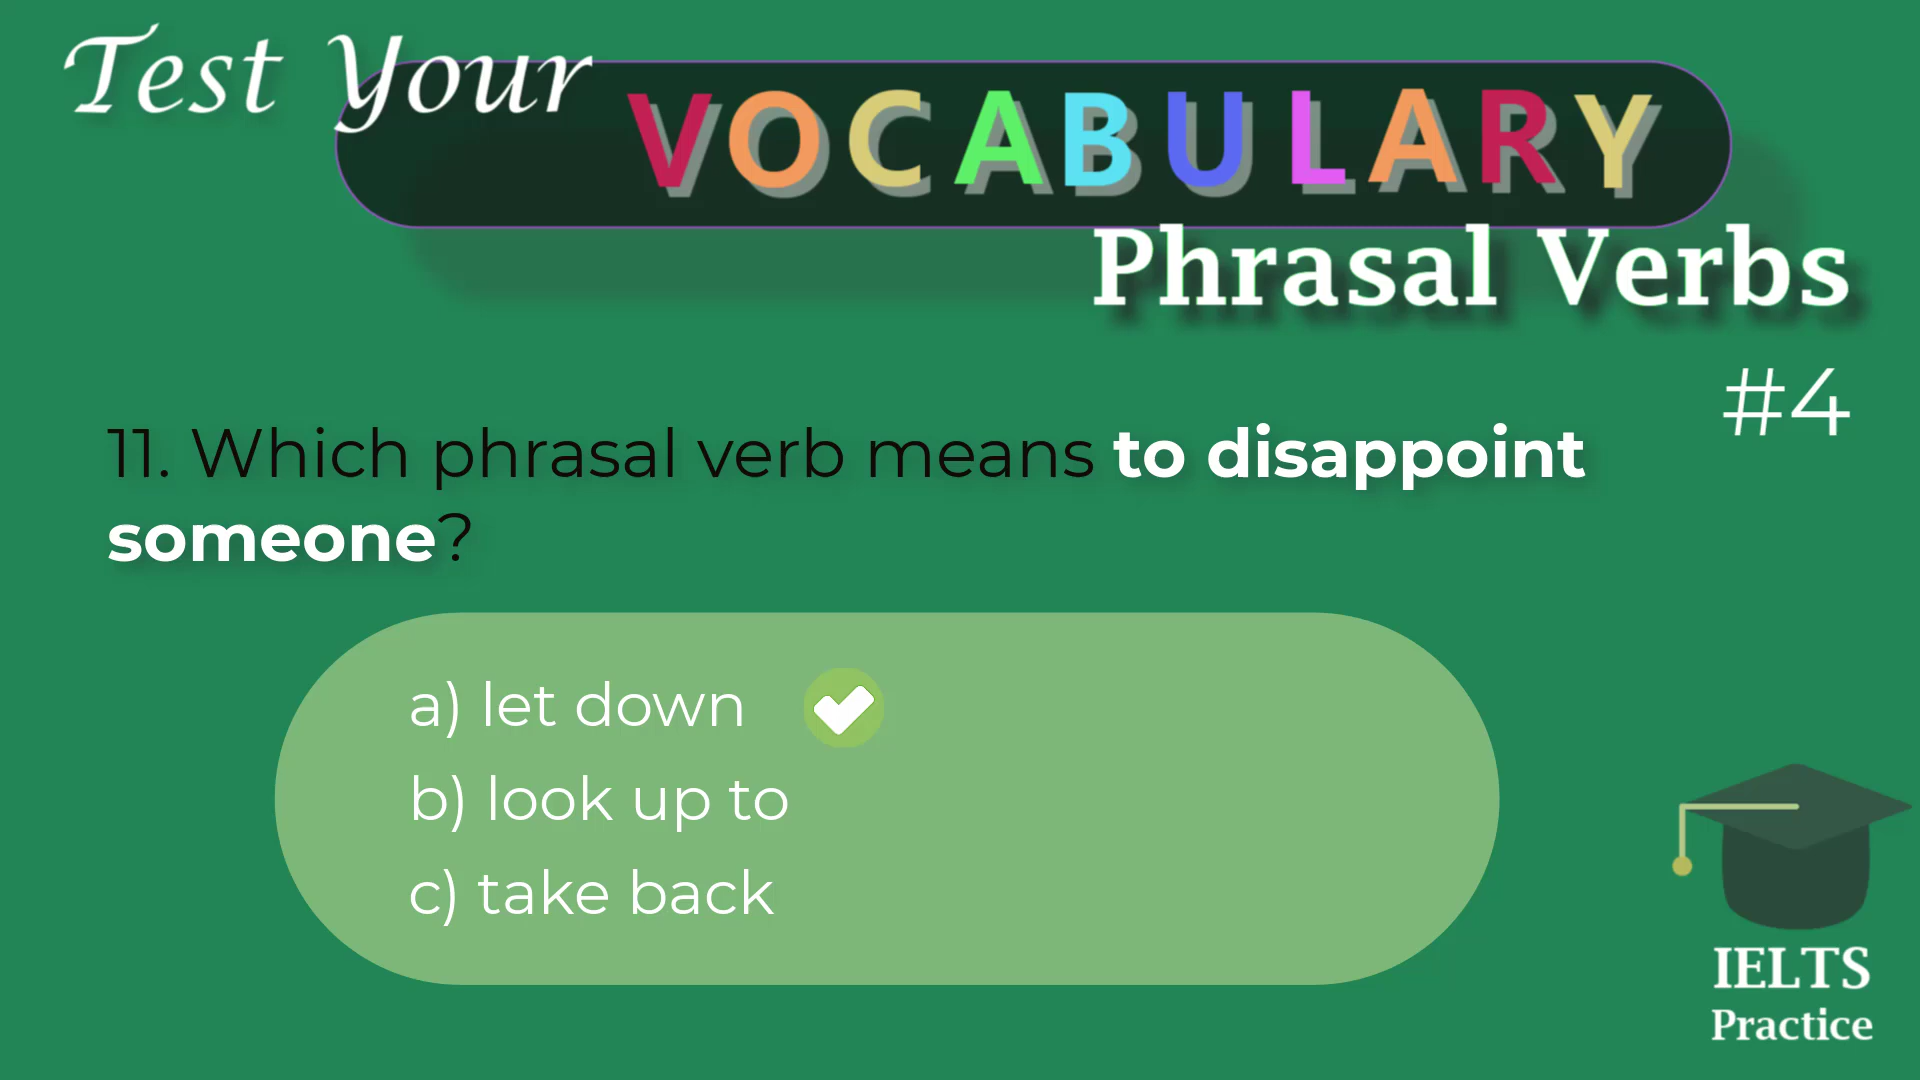 Test Your
VOCABULARY
Phrasal Verbs
#4
11. Which phrasal verb means to disappoint
someone?
a) let down
b) look up to
c) take back
IELTS
Practice